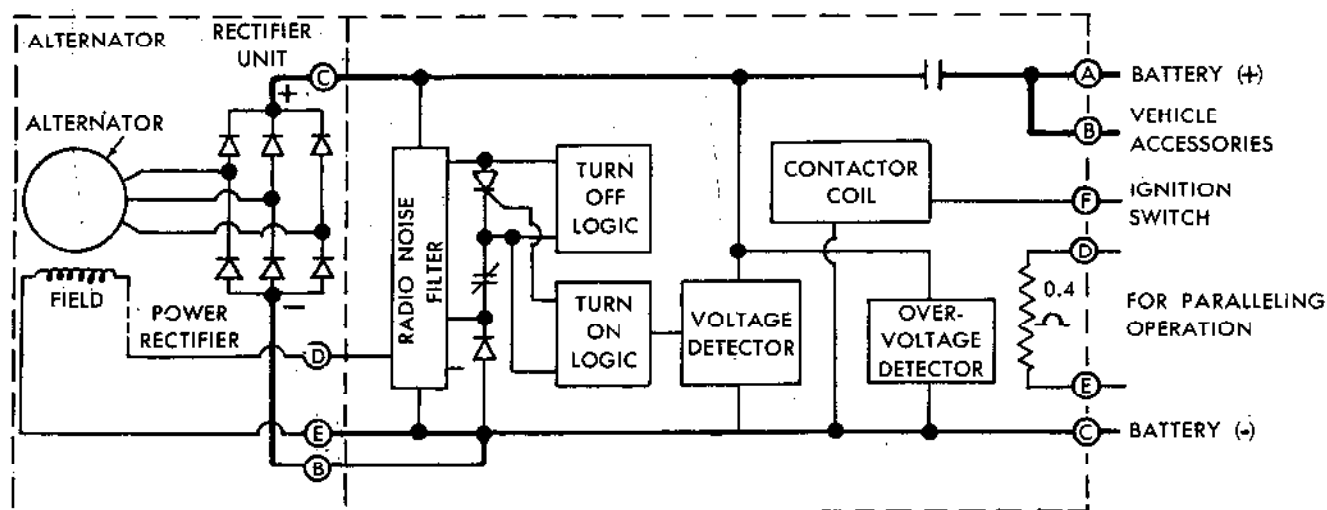 ALTERNATOR
RECTIFIER
UNIT
C
+
ALTERNATOR
FIELD
POWER
RECTIFIER
−
D
E
B
RADIO NOISE
FILTER
TURN
OFF
LOGIC
TURN
ON
LOGIC
VOLTAGE
DETECTOR
CONTACTOR
COIL
OVER-
VOLTAGE
DETECTOR
A
BATTERY (+)
B
VEHICLE
ACCESSORIES
F
IGNITION
SWITCH
D
0.4
FOR PARALLELING
OPERATION
E
C
BATTERY (-)